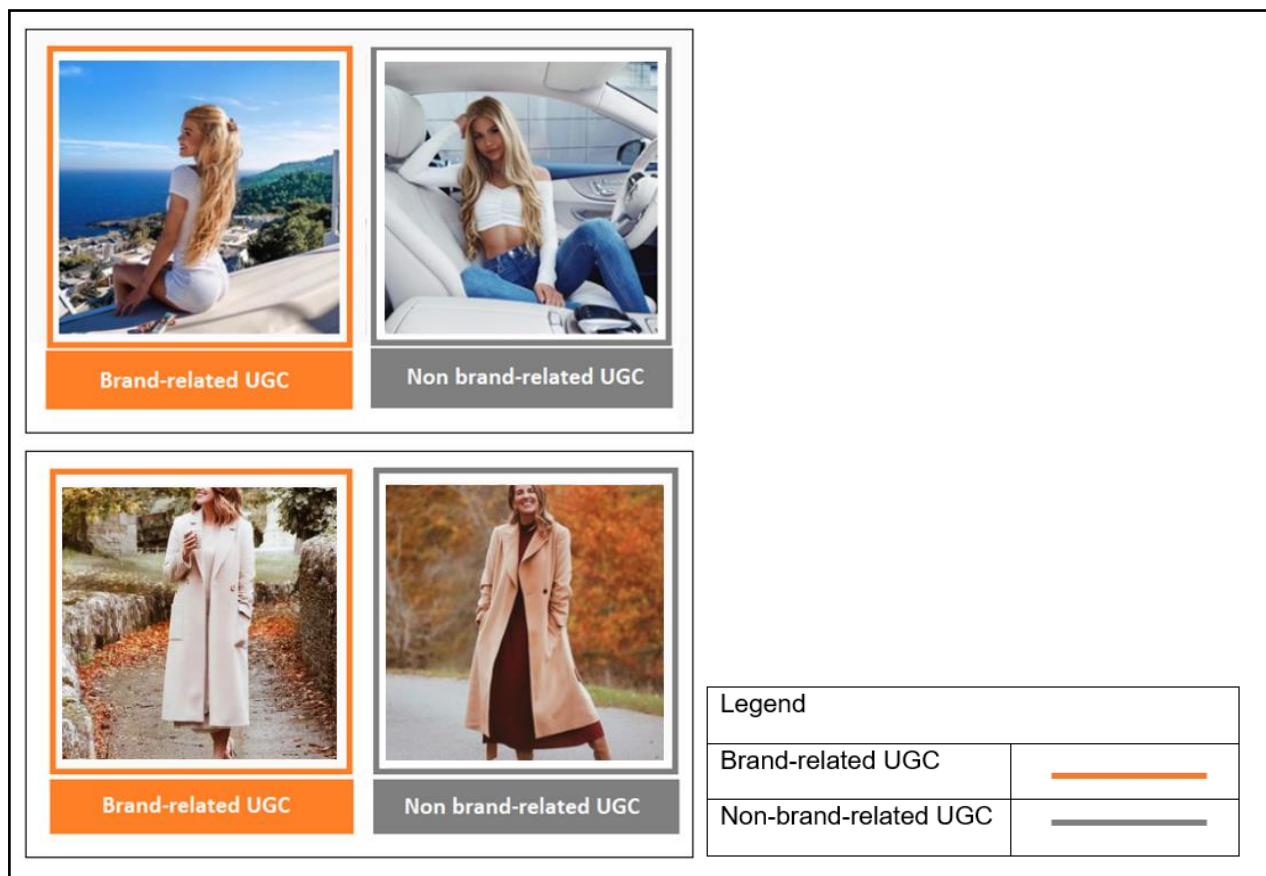 Brand-related UGC
Non brand-related UGC
Brand-related UGC
Non brand-related UGC
Legend
Brand-related UGC
Non-brand-related UGC